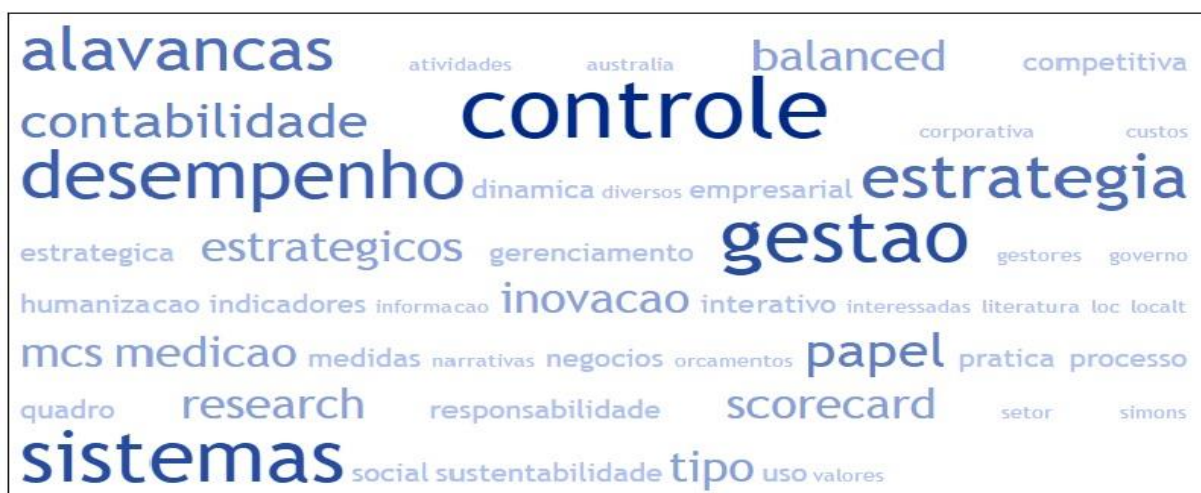 alavancas atividades australia balanced competitiva
contabilidade controle corporativa custos
desempenho dinamica diversos empresarial estrategia
estrategica estrategicos gerenciamento gestao gestores governo
humanizacao indicadores informacao inovacao interativo interessadas literatura loc localt
mcs medicao medidas narrativas negocios orcamentos papel pratica processo
quadro research responsabilidade scorecard setor simons
sistemas social sustentabilidade tipo uso valores